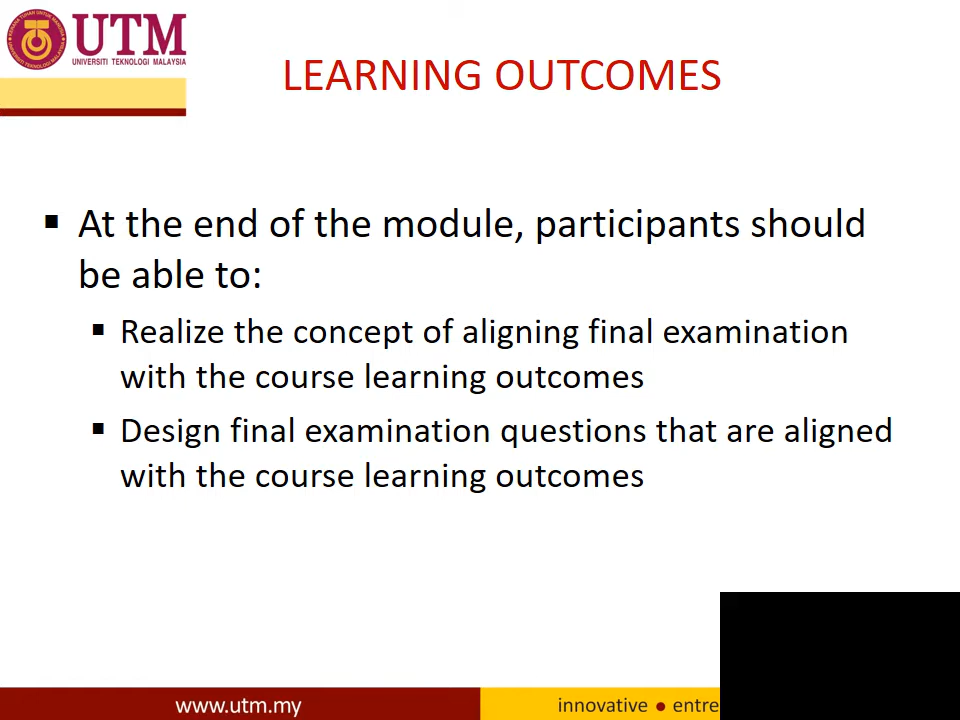 UTM
UNIVERSITI TEKNOLOGI MALAYSIA
LEARNING OUTCOMES
▪ At the end of the module, participants should
be able to:
▪ Realize the concept of aligning final examination
with the course learning outcomes
▪ Design final examination questions that are aligned
with the course learning outcomes
www.utm.my
innovative ● entre